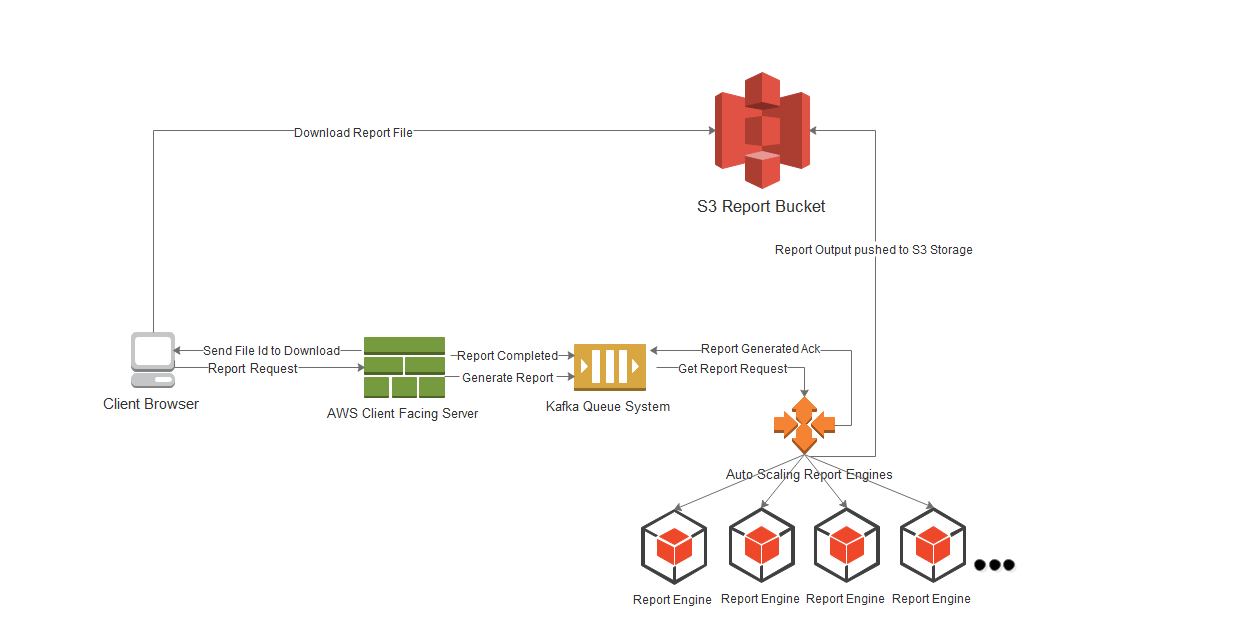 Download Report File
S3 Report Bucket
Report Output pushed to S3 Storage
Send File Id to Download
Report Request
Client Browser
AWS Client Facing Server
Report Completed
Generate Report
Kafka Queue System
Report Generated Ack
Get Report Request
Auto Scaling Report Engines
Report Engine
Report Engine
Report Engine
Report Engine